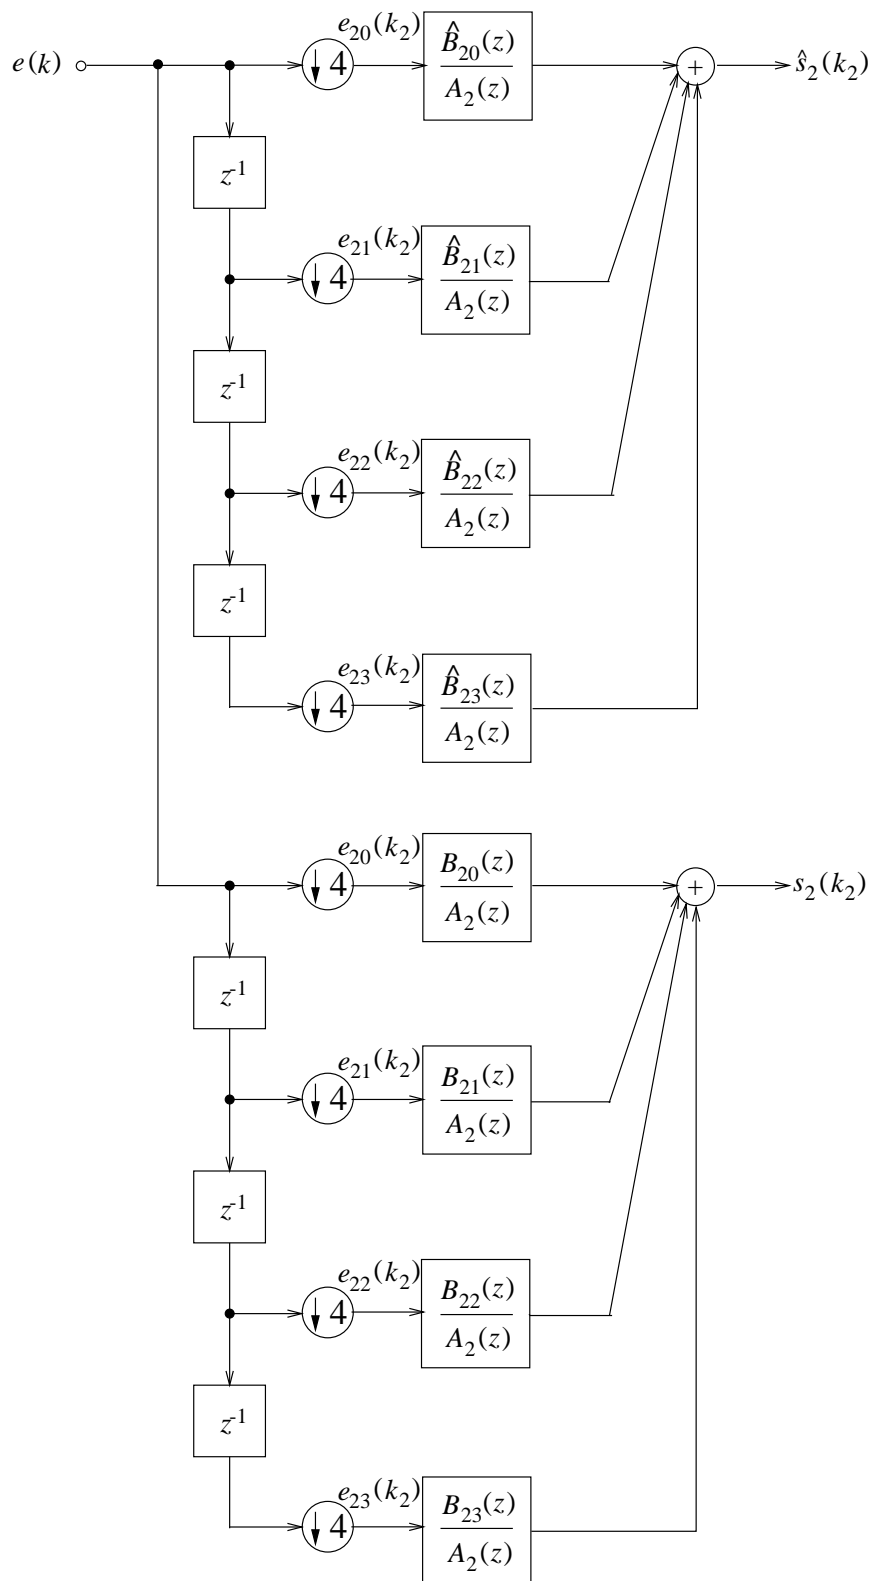 e(k) ↓ 4 e₂₀(k₂) B̂₂₀(z) / A₂(z) + ŝ₂(k₂)
z⁻¹
↓ 4 e₂₁(k₂) B̂₂₁(z) / A₂(z)
z⁻¹
↓ 4 e₂₂(k₂) B̂₂₂(z) / A₂(z)
z⁻¹
↓ 4 e₂₃(k₂) B̂₂₃(z) / A₂(z)
↓ 4 e₂₀(k₂) B₂₀(z) / A₂(z) + s₂(k₂)
z⁻¹
↓ 4 e₂₁(k₂) B₂₁(z) / A₂(z)
z⁻¹
↓ 4 e₂₂(k₂) B₂₂(z) / A₂(z)
z⁻¹
↓ 4 e₂₃(k₂) B₂₃(z) / A₂(z)